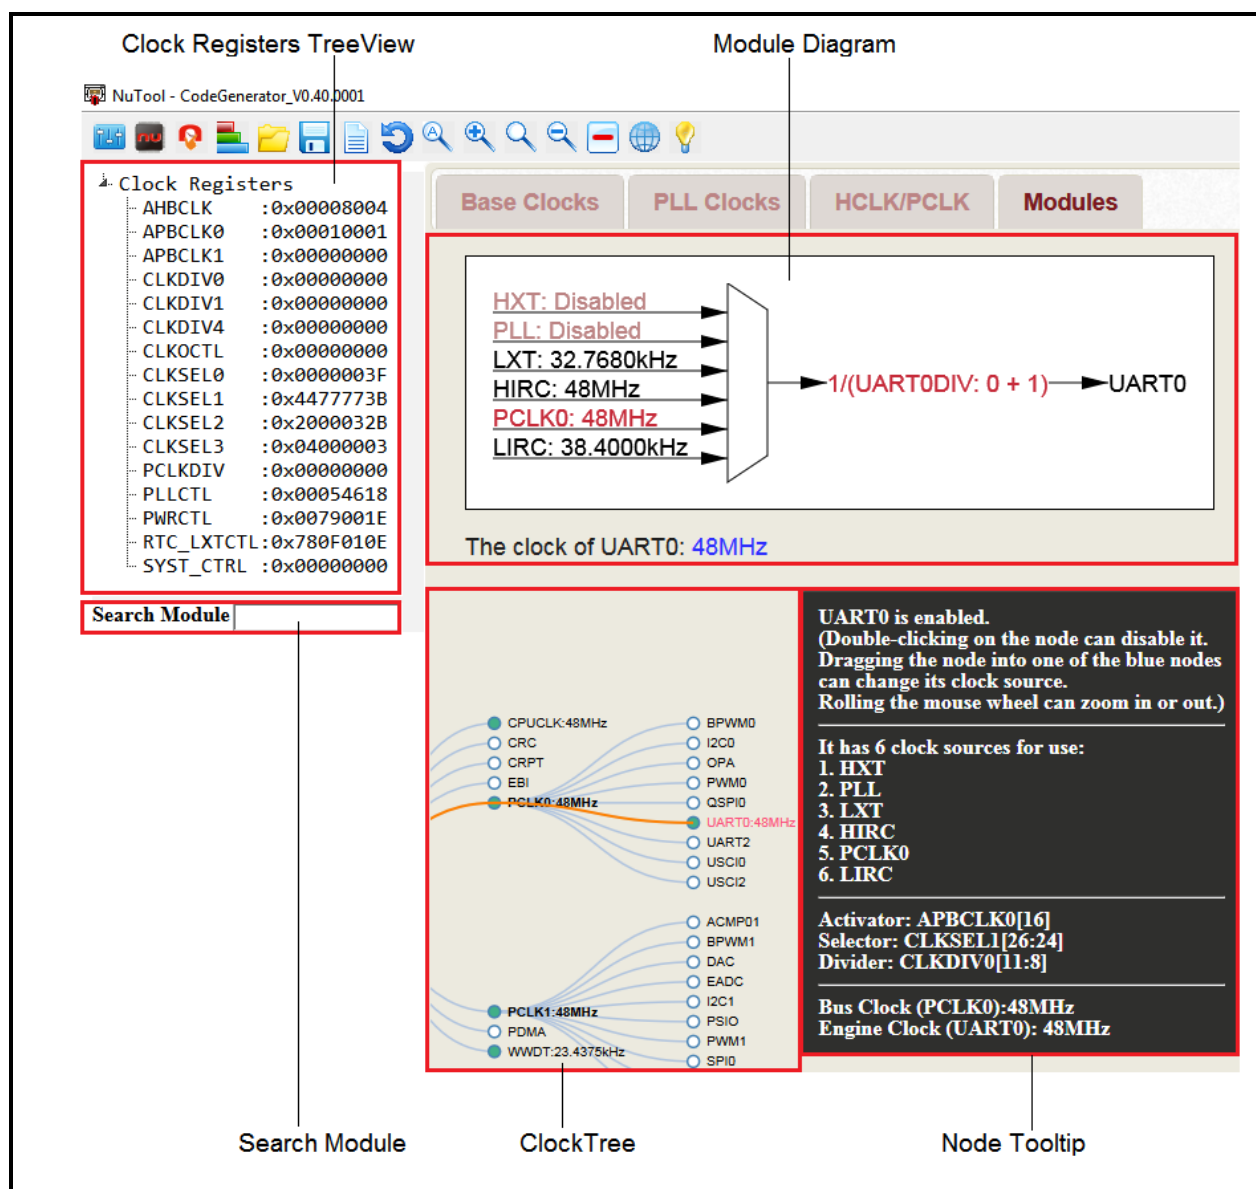 Clock Registers TreeView
Module Diagram
NuTool - CodeGenerator_V0.40.0001
nu
A
Clock Registers
AHBCLK :0x00008004
APBCLK0 :0x00010001
APBCLK1 :0x00000000
CLKDIV0 :0x00000000
CLKDIV1 :0x00000000
CLKDIV4 :0x00000000
CLKOCTL :0x00000000
CLKSEL0 :0x0000003F
CLKSEL1 :0x4477773B
CLKSEL2 :0x2000032B
CLKSEL3 :0x04000003
PCLKDIV :0x00000000
PLLCTL :0x00054618
PWRCTL :0x0079001E
RTC_LXTCTL:0x780F010E
SYST_CTRL :0x00000000
Search Module
Base Clocks
PLL Clocks
HCLK/PCLK
Modules
HXT: Disabled
PLL: Disabled
LXT: 32.7680kHz
HIRC: 48MHz
PCLK0: 48MHz
LIRC: 38.4000kHz
1/(UART0DIV: 0 + 1)
UART0
The clock of UART0: 48MHz
CPUCLK:48MHz
CRC
CRPT
EBI
PCLK0:48MHz
BPWM0
I2C0
OPA
PWM0
QSPI0
UART0:48MHz
UART2
USCI0
USCI2
PCLK1:48MHz
PDMA
WWDT:23.4375kHz
ACMP01
BPWM1
DAC
EADC
I2C1
PSIO
PWM1
SPI0
UART0 is enabled.
(Double-clicking on the node can disable it.
Dragging the node into one of the blue nodes
can change its clock source.
Rolling the mouse wheel can zoom in or out.)
It has 6 clock sources for use:
1. HXT
2. PLL
3. LXT
4. HIRC
5. PCLK0
6. LIRC
Activator: APBCLK0[16]
Selector: CLKSEL1[26:24]
Divider: CLKDIV0[11:8]
Bus Clock (PCLK0):48MHz
Engine Clock (UART0): 48MHz
Search Module
ClockTree
Node Tooltip